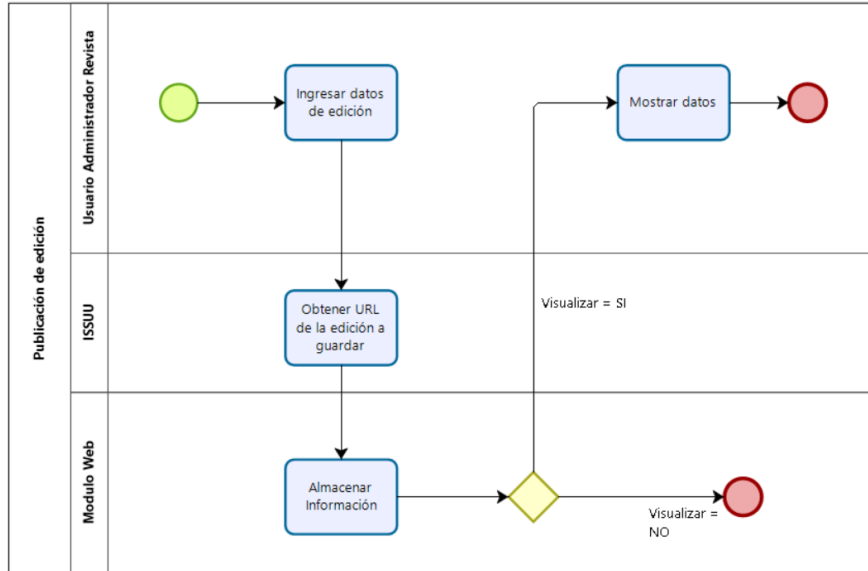 Publicación de edición
Usuario Administrador Revista
Ingresar datos
de edición
Mostrar datos
ISSUU
Obtener URL
de la edición a
guardar
Visualizar = SI
Modulo Web
Almacenar
Información
Visualizar =
NO